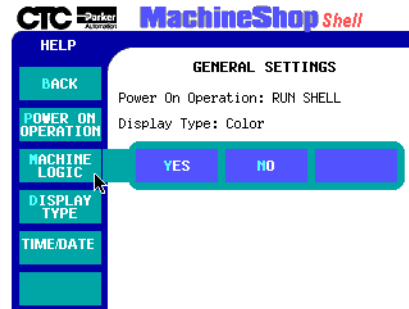 CTC Parker Automation MachineShop Shell
HELP
GENERAL SETTINGS
BACK
Power On Operation: RUN SHELL
POWER ON
OPERATION
Display Type: Color
MACHINE
LOGIC
YES NO
DISPLAY
TYPE
TIME/DATE